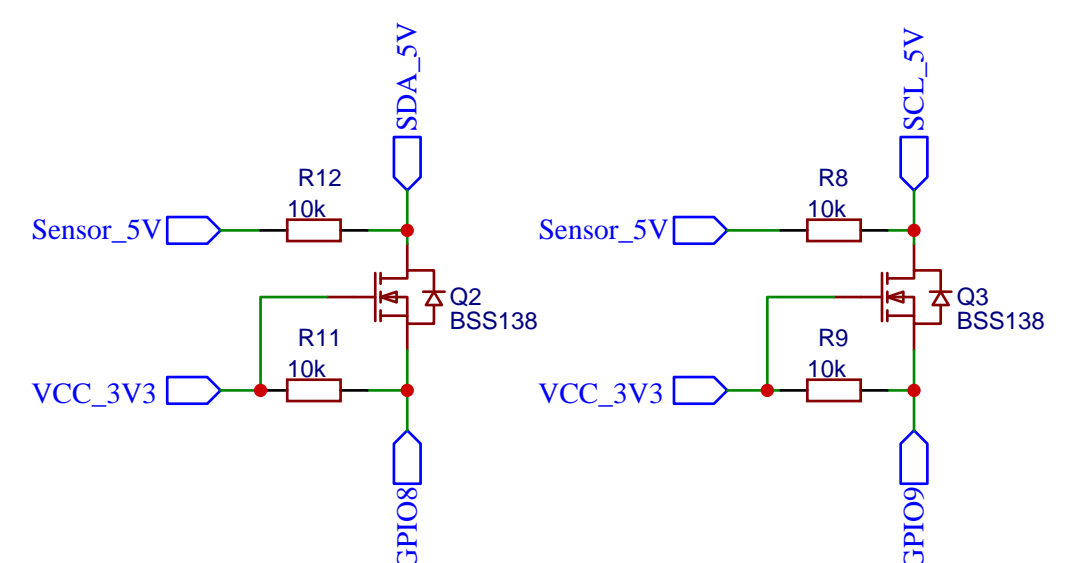 SDA_5V
SCL_5V
R12
10k
R8
10k
Sensor_5V
Sensor_5V
Q2
BSS138
Q3
BSS138
R11
10k
R9
10k
VCC_3V3
VCC_3V3
GPIO8
GPIO9